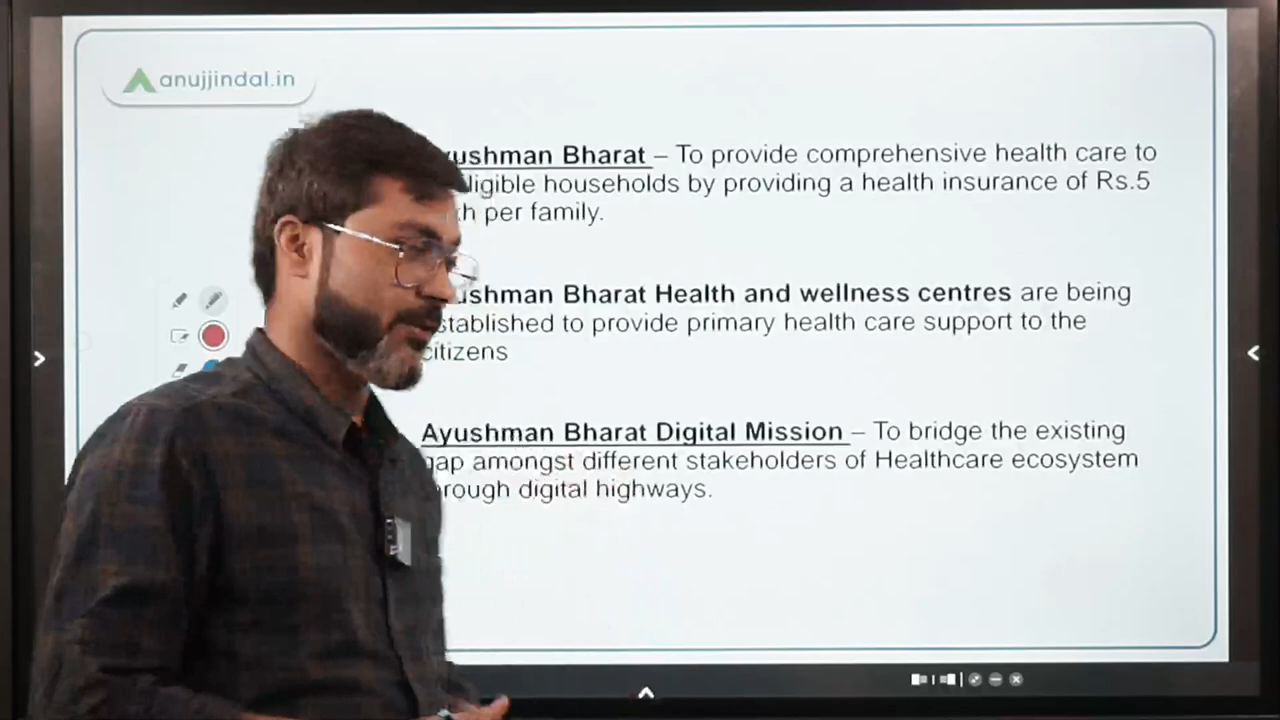 anujjindal.in
yushman Bharat – To provide comprehensive health care to
ligible households by providing a health insurance of Rs.5
h per family.
ushman Bharat Health and wellness centres are being
stablished to provide primary health care support to the
citizens
Ayushman Bharat Digital Mission – To bridge the existing
gap amongst different stakeholders of Healthcare ecosystem
rough digital highways.